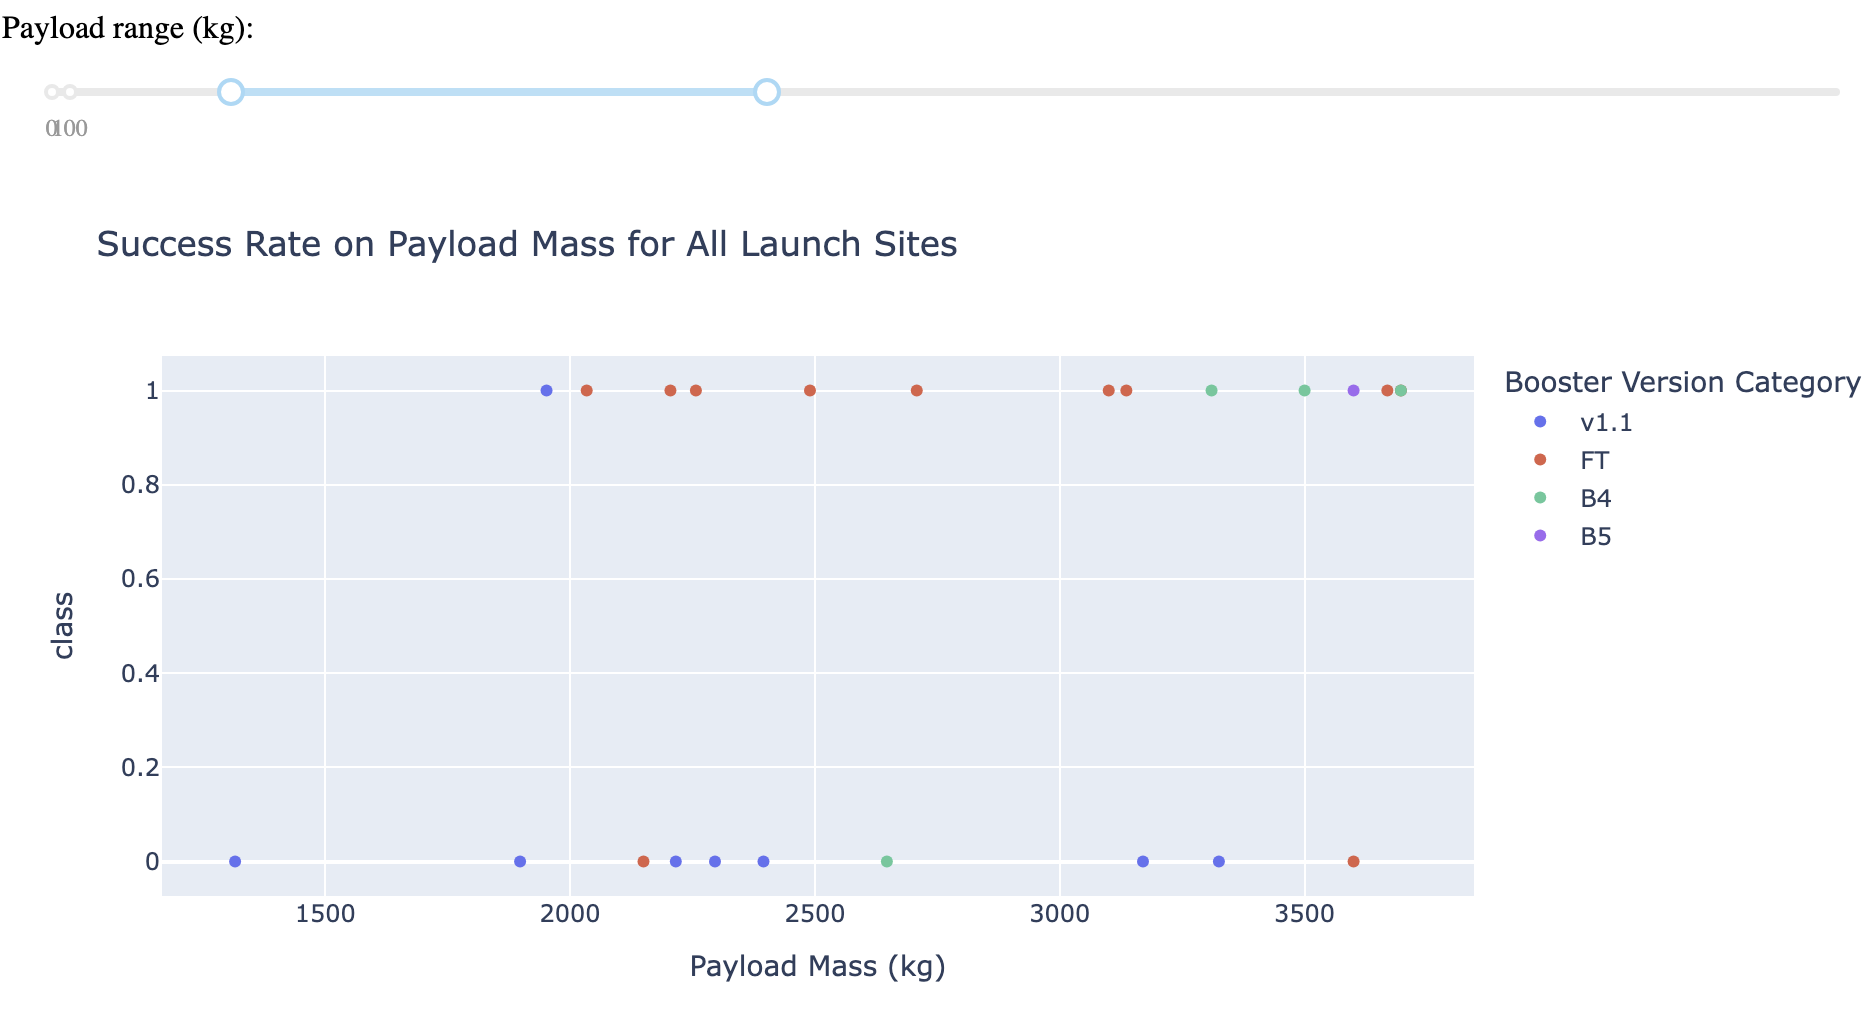 Payload range (kg):
0
100
Success Rate on Payload Mass for All Launch Sites
1
0.8
0.6
0.4
0.2
0
class
1500
2000
2500
3000
3500
Payload Mass (kg)
Booster Version Category
v1.1
FT
B4
B5